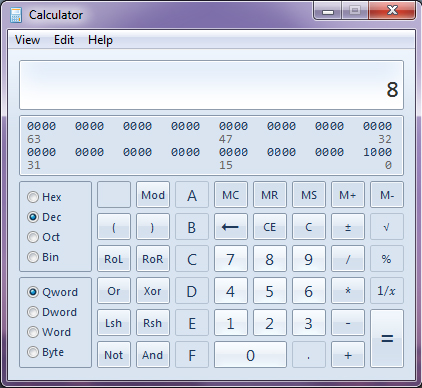 Calculator
View Edit Help
8
0000 0000 0000 0000 0000 0000 0000 0000
63 47 32
0000 0000 0000 0000 0000 0000 0000 1000
31 15 0
Hex Mod A MC MR MS M+ M-
Dec ( ) B ← CE C ± √
Oct RoL RoR C 7 8 9 / %
Bin
Qword Or Xor D 4 5 6 * 1/x
Dword
Word Lsh Rsh E 1 2 3 - =
Byte Not And F 0 . +